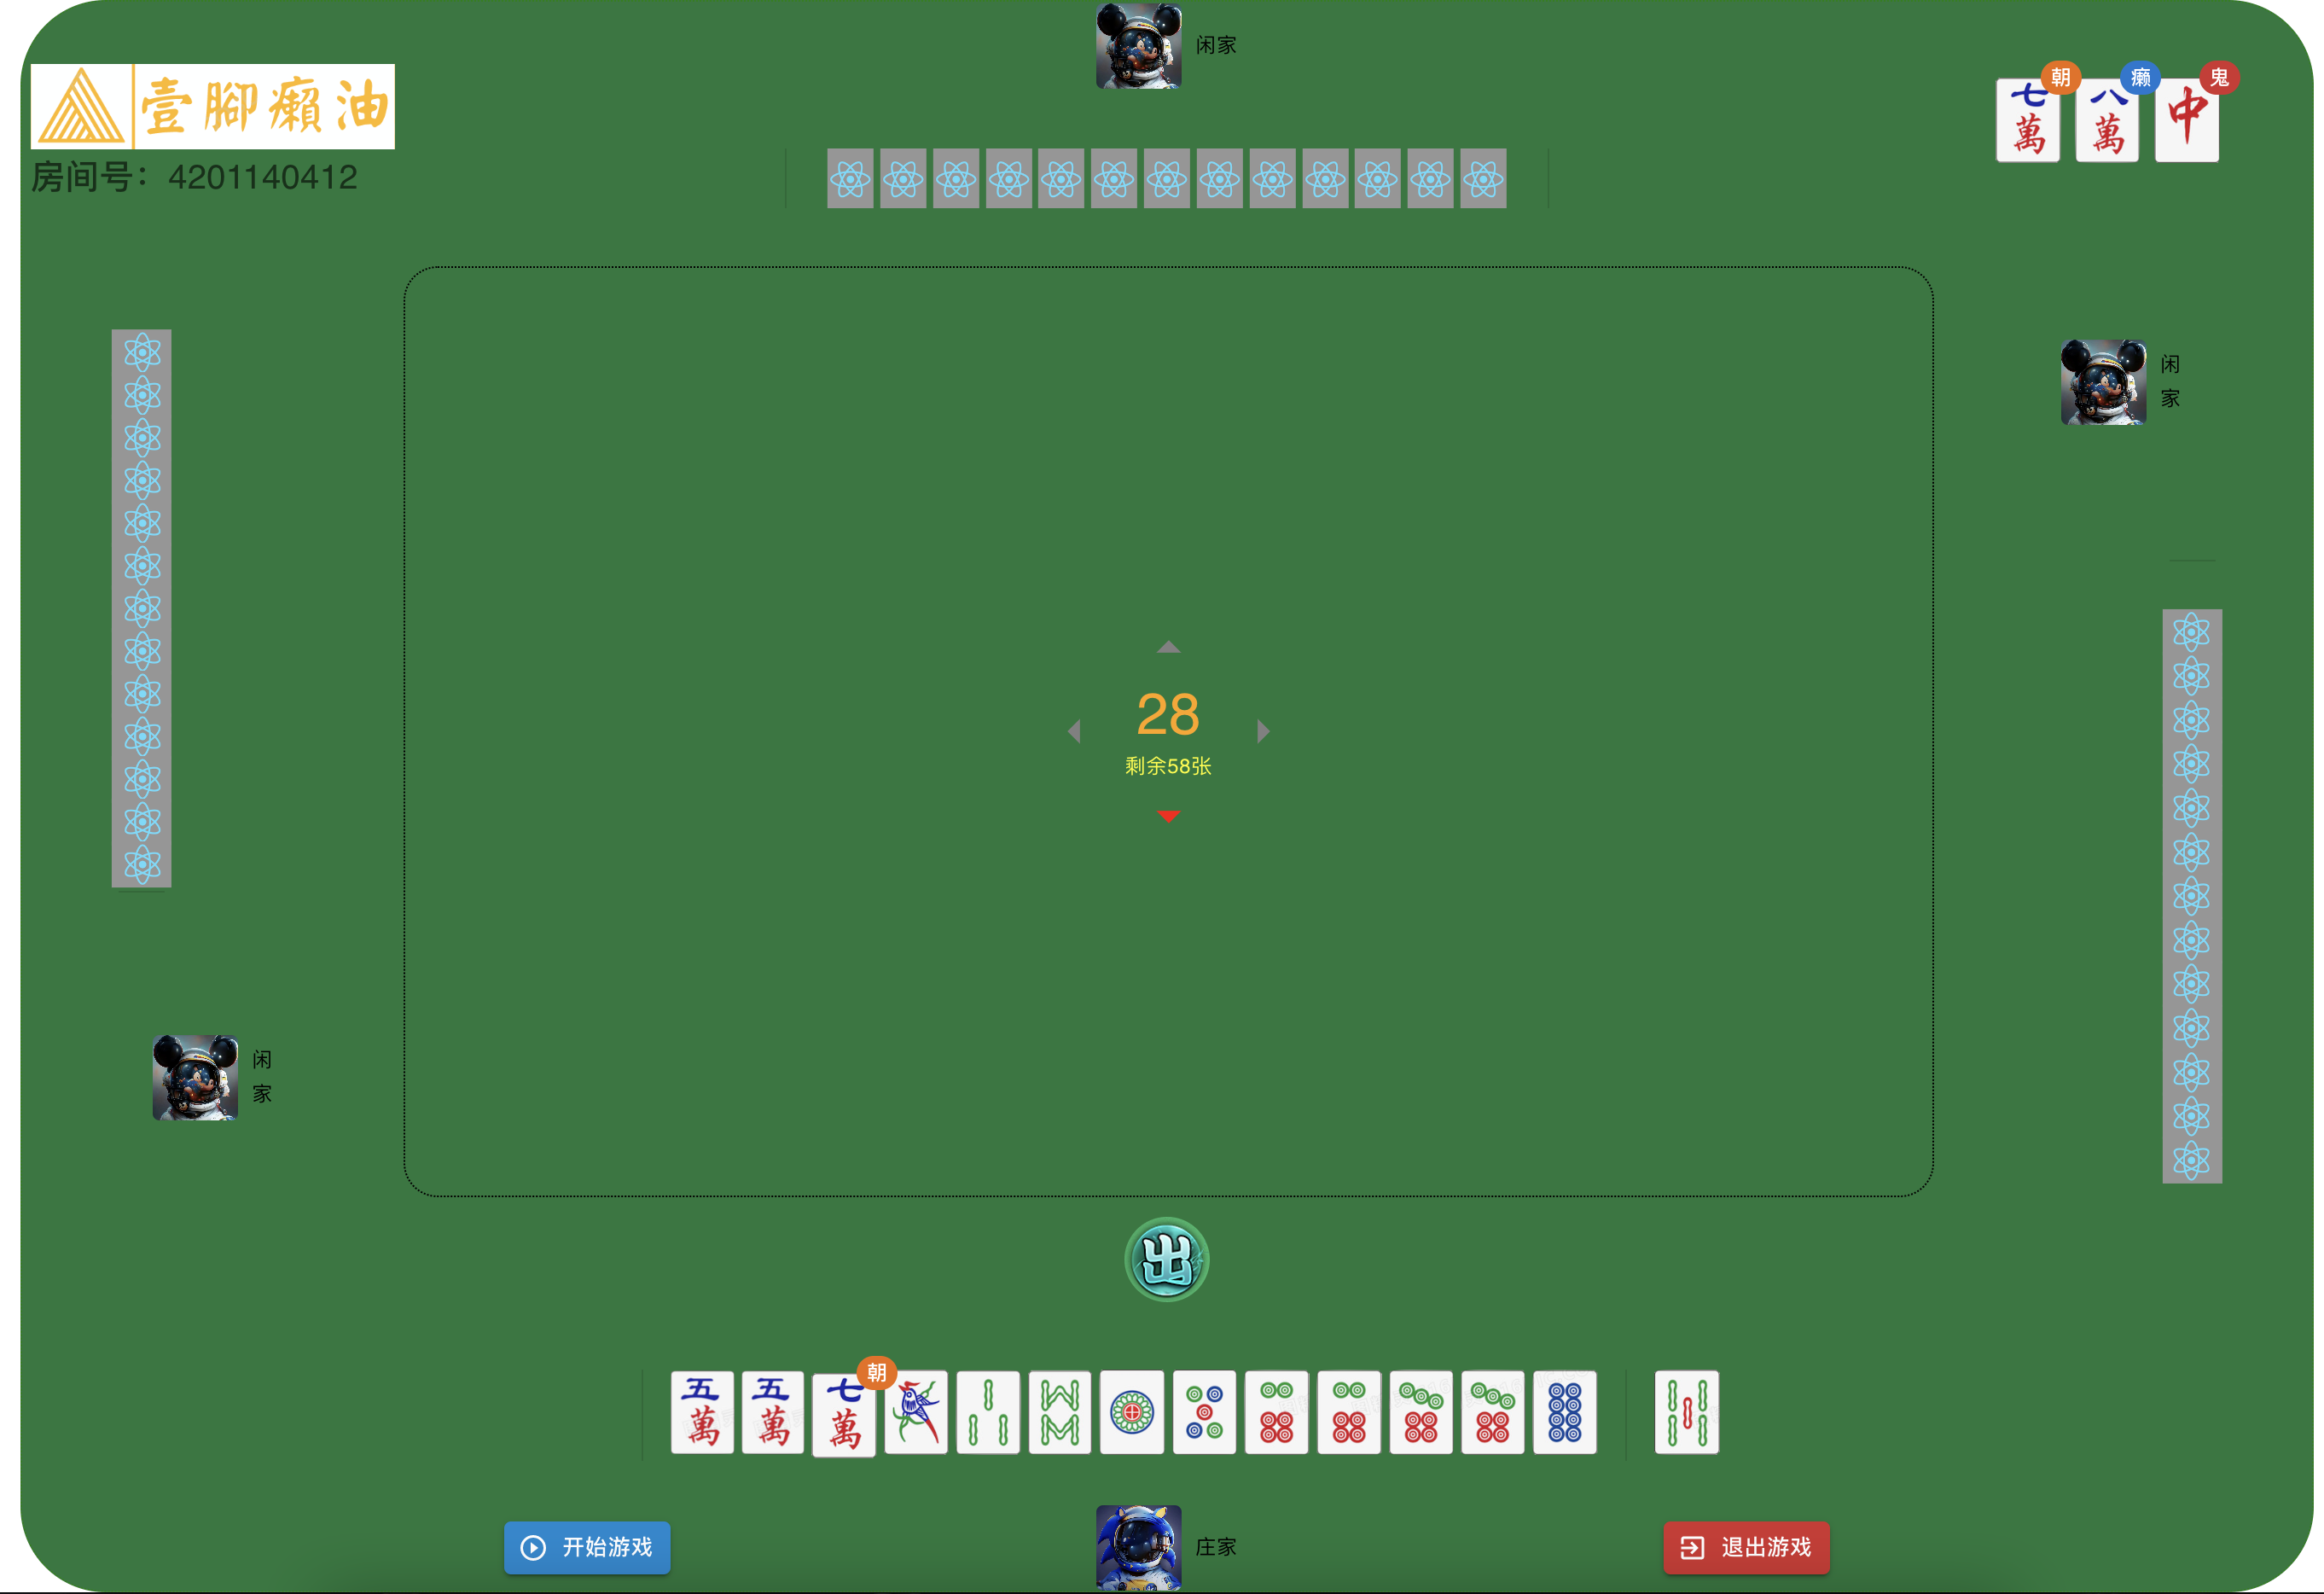 闲家
壹腳癩油
房间号：4201140412
朝
癞
鬼
七萬
八萬
中
闲
家
28
剩余58张
闲
家
出
朝
五萬
五萬
七萬
开始游戏
庄家
退出游戏